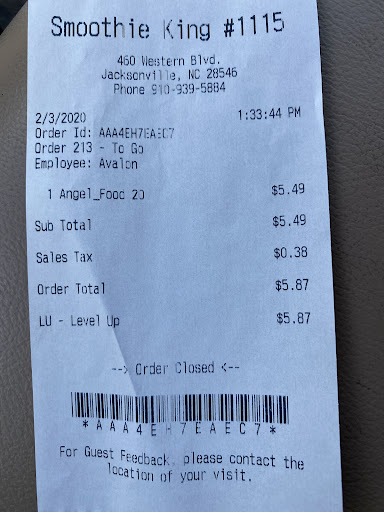 Smoothie King #1115
460 Western Blvd.
Jacksonville, NC 28546
Phone 910-939-5884
2/3/2020 1:33:44 PM
Order Id: AAA4EH7EAEC7
Order 213 - To Go
Employee: Avalon
1 Angel_Food 20 $5.49
Sub Total $5.49
Sales Tax $0.38
Order Total $5.87
LU - Level Up $5.87
--> Order Closed <--
*AAA4EH7EAEC7*
For Guest Feedback, please contact the
location of your visit.